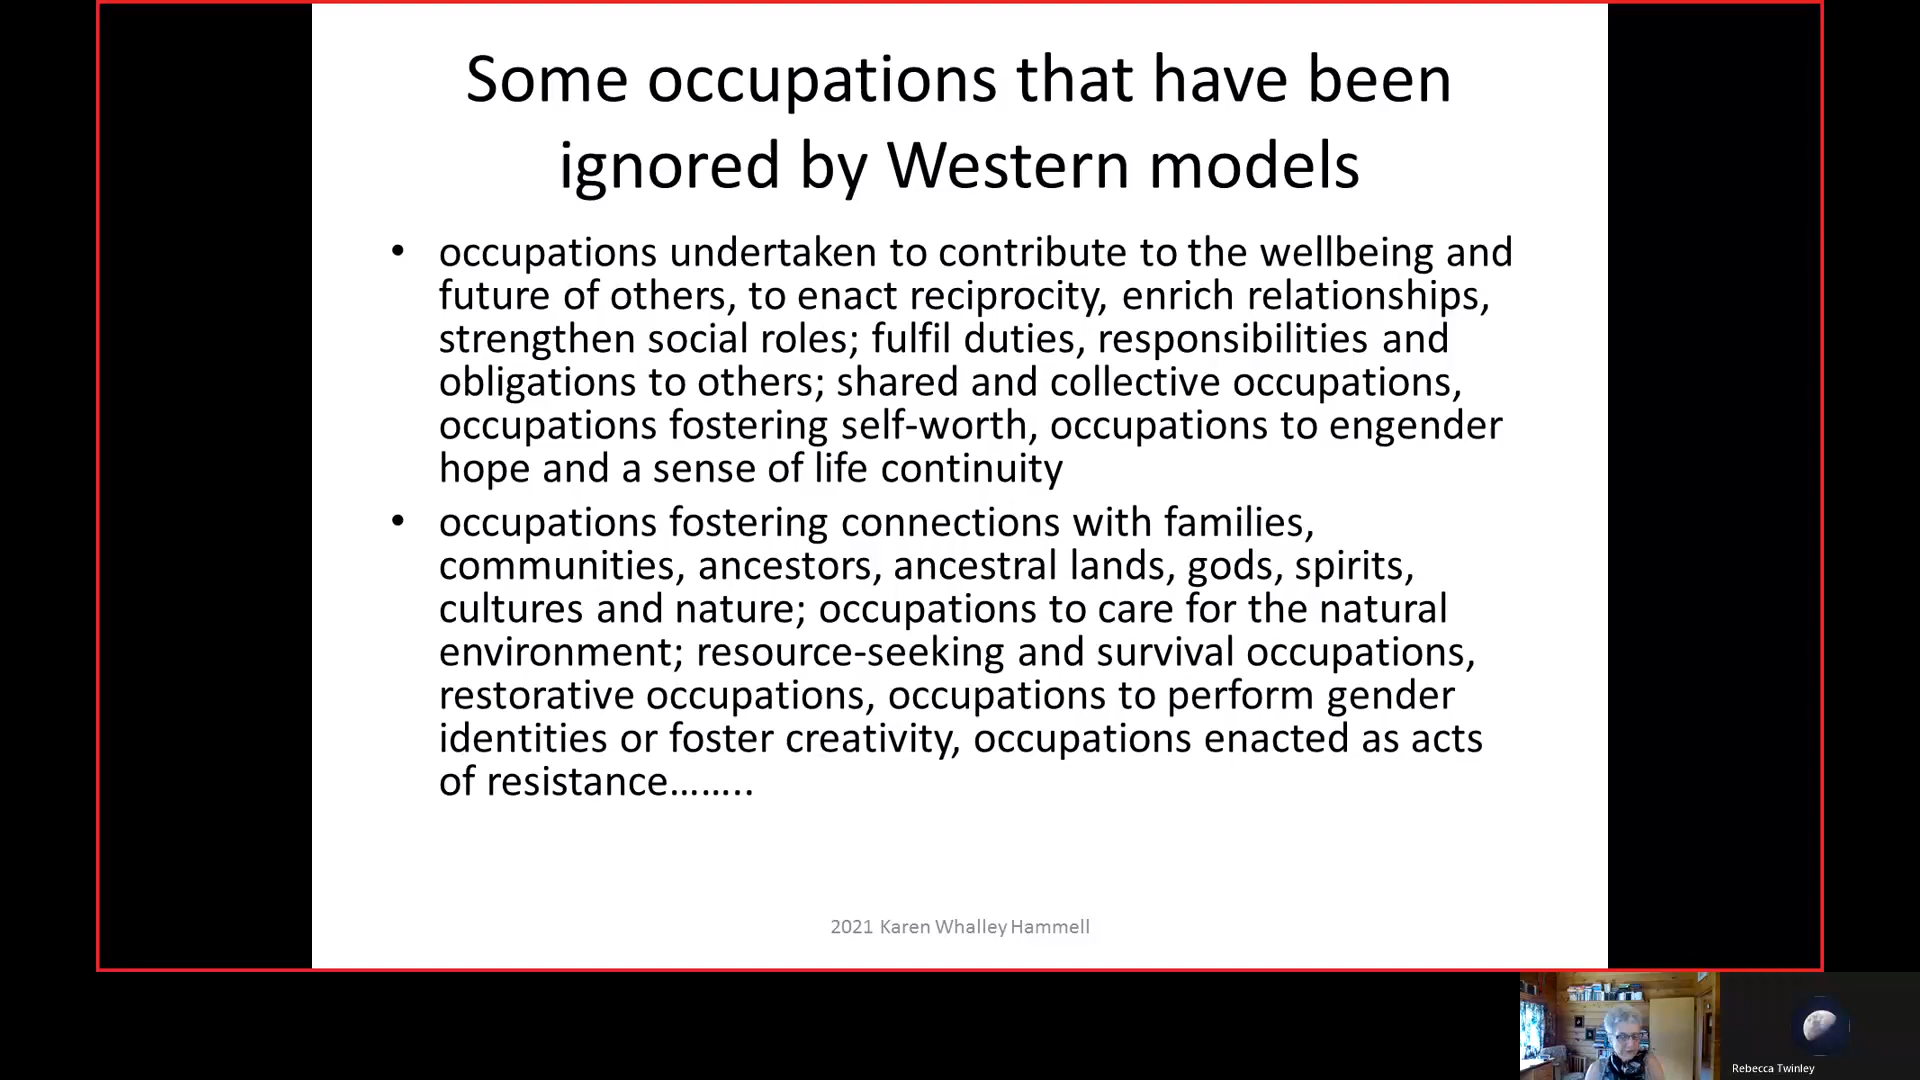 Some occupations that have been
ignored by Western models
• occupations undertaken to contribute to the wellbeing and
future of others, to enact reciprocity, enrich relationships,
strengthen social roles; fulfil duties, responsibilities and
obligations to others; shared and collective occupations,
occupations fostering self-worth, occupations to engender
hope and a sense of life continuity
• occupations fostering connections with families,
communities, ancestors, ancestral lands, gods, spirits,
cultures and nature; occupations to care for the natural
environment; resource-seeking and survival occupations,
restorative occupations, occupations to perform gender
identities or foster creativity, occupations enacted as acts
of resistance……..
2021 Karen Whalley Hammell
Rebecca Twinley